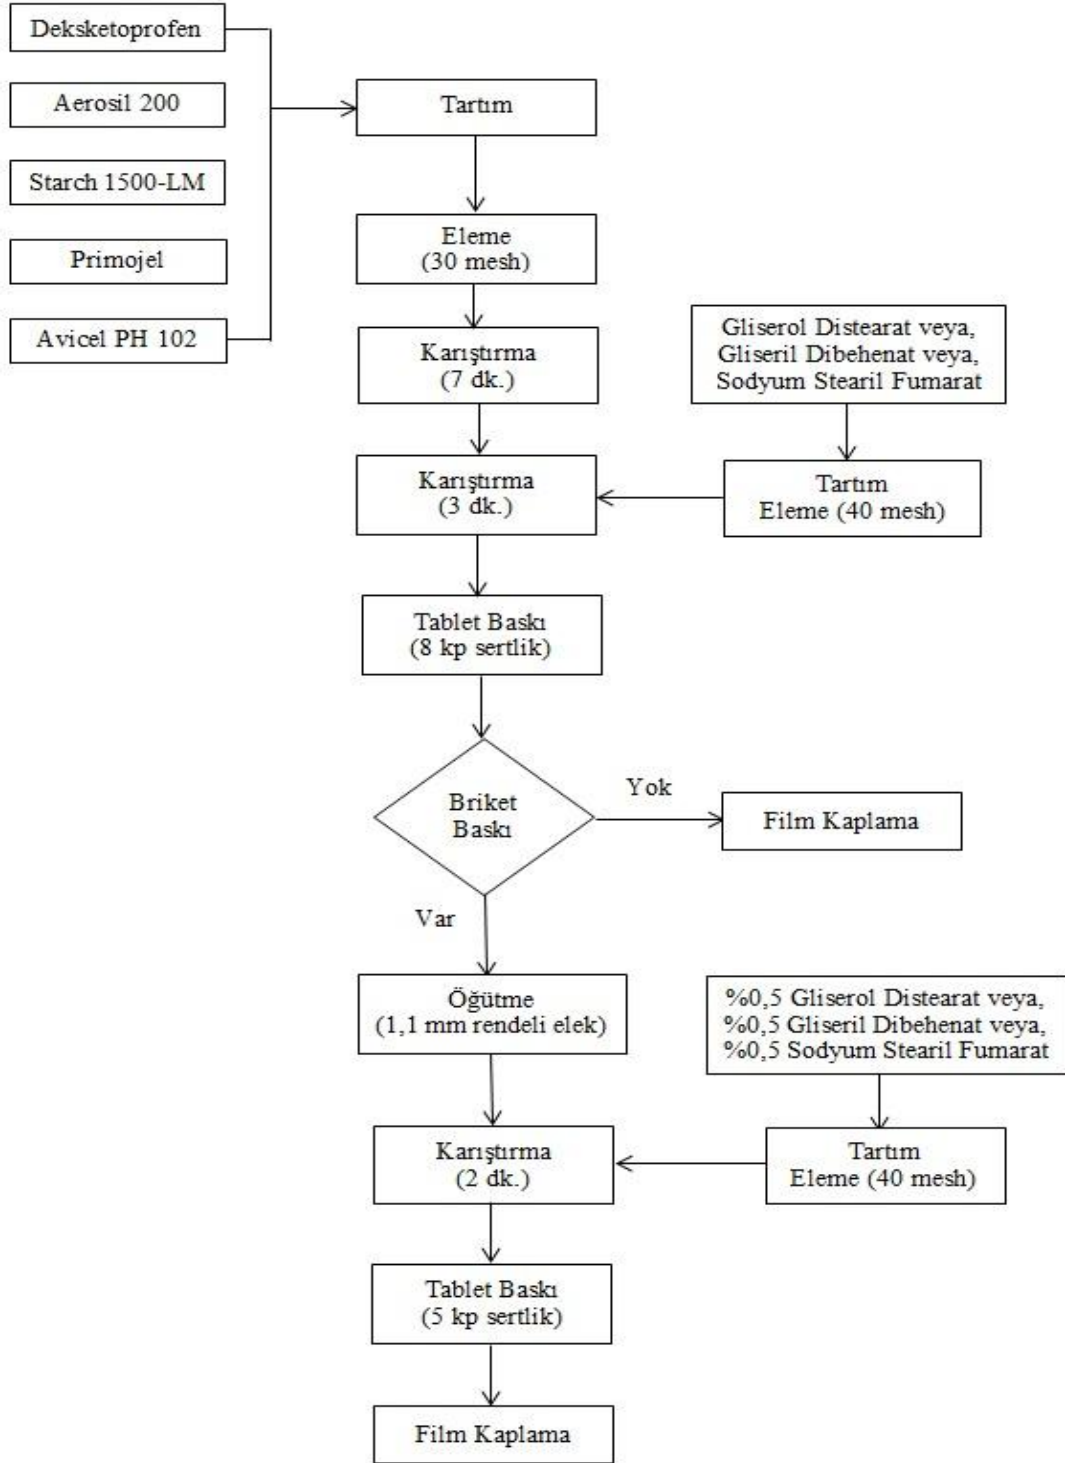 Deksketoprofen
Aerosil 200
Starch 1500-LM
Primojel
Avicel PH 102
Tartım
Eleme
(30 mesh)
Karıştırma
(7 dk.)
Gliserol Distearat veya,
Gliseril Dibehenat veya,
Sodyum Stearil Fumarat
Karıştırma
(3 dk.)
Tartım
Eleme (40 mesh)
Tablet Baskı
(8 kp sertlik)
Briket
Baskı
Yok
Film Kaplama
Var
Öğütme
(1,1 mm rendeli elek)
%0,5 Gliserol Distearat veya,
%0,5 Gliseril Dibehenat veya,
%0,5 Sodyum Stearil Fumarat
Karıştırma
(2 dk.)
Tartım
Eleme (40 mesh)
Tablet Baskı
(5 kp sertlik)
Film Kaplama